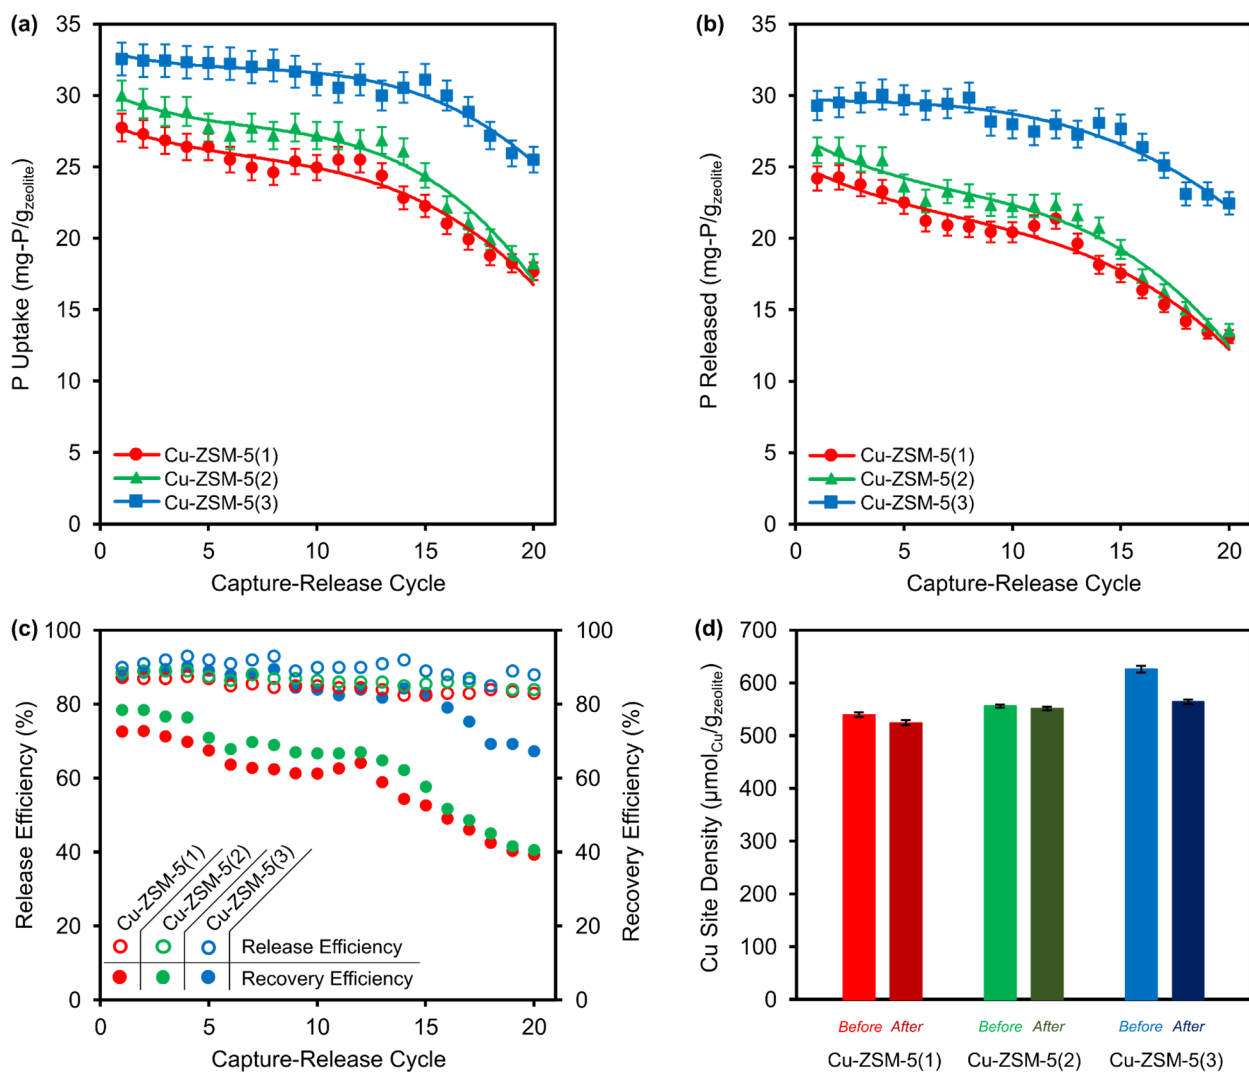 (a)
35
30
25
20
15
10
5
0
P Uptake (mg-P/gzeolite)
Cu-ZSM-5(1)
Cu-ZSM-5(2)
Cu-ZSM-5(3)
0 5 10 15 20
Capture-Release Cycle
(b)
35
30
25
20
15
10
5
0
P Released (mg-P/gzeolite)
Cu-ZSM-5(1)
Cu-ZSM-5(2)
Cu-ZSM-5(3)
0 5 10 15 20
Capture-Release Cycle
(c)
100
80
60
40
20
0
Release Efficiency (%)
100
80
60
40
20
0
Recovery Efficiency (%)
Cu-ZSM-5(1)
Cu-ZSM-5(2)
Cu-ZSM-5(3)
Release Efficiency
Recovery Efficiency
0 5 10 15 20
Capture-Release Cycle
(d)
700
600
500
400
300
200
100
0
Cu Site Density (μmolCu/gzeolite)
Before After Before After Before After
Cu-ZSM-5(1) Cu-ZSM-5(2) Cu-ZSM-5(3)